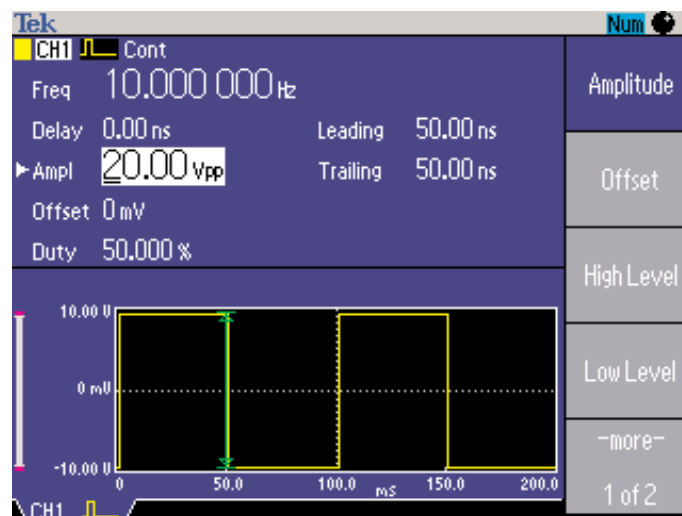 Tek Num
CH1 Cont
Freq 10.000 000 Hz
Delay 0.00 ns Leading 50.00 ns
Ampl 20.00 Vpp Trailing 50.00 ns
Offset 0 mV
Duty 50.000 %
Amplitude
Offset
High Level
Low Level
-more-
1 of 2
10.00 V
0 mV
-10.00 V
0 50.0 100.0 ms 150.0 200.0
CH1